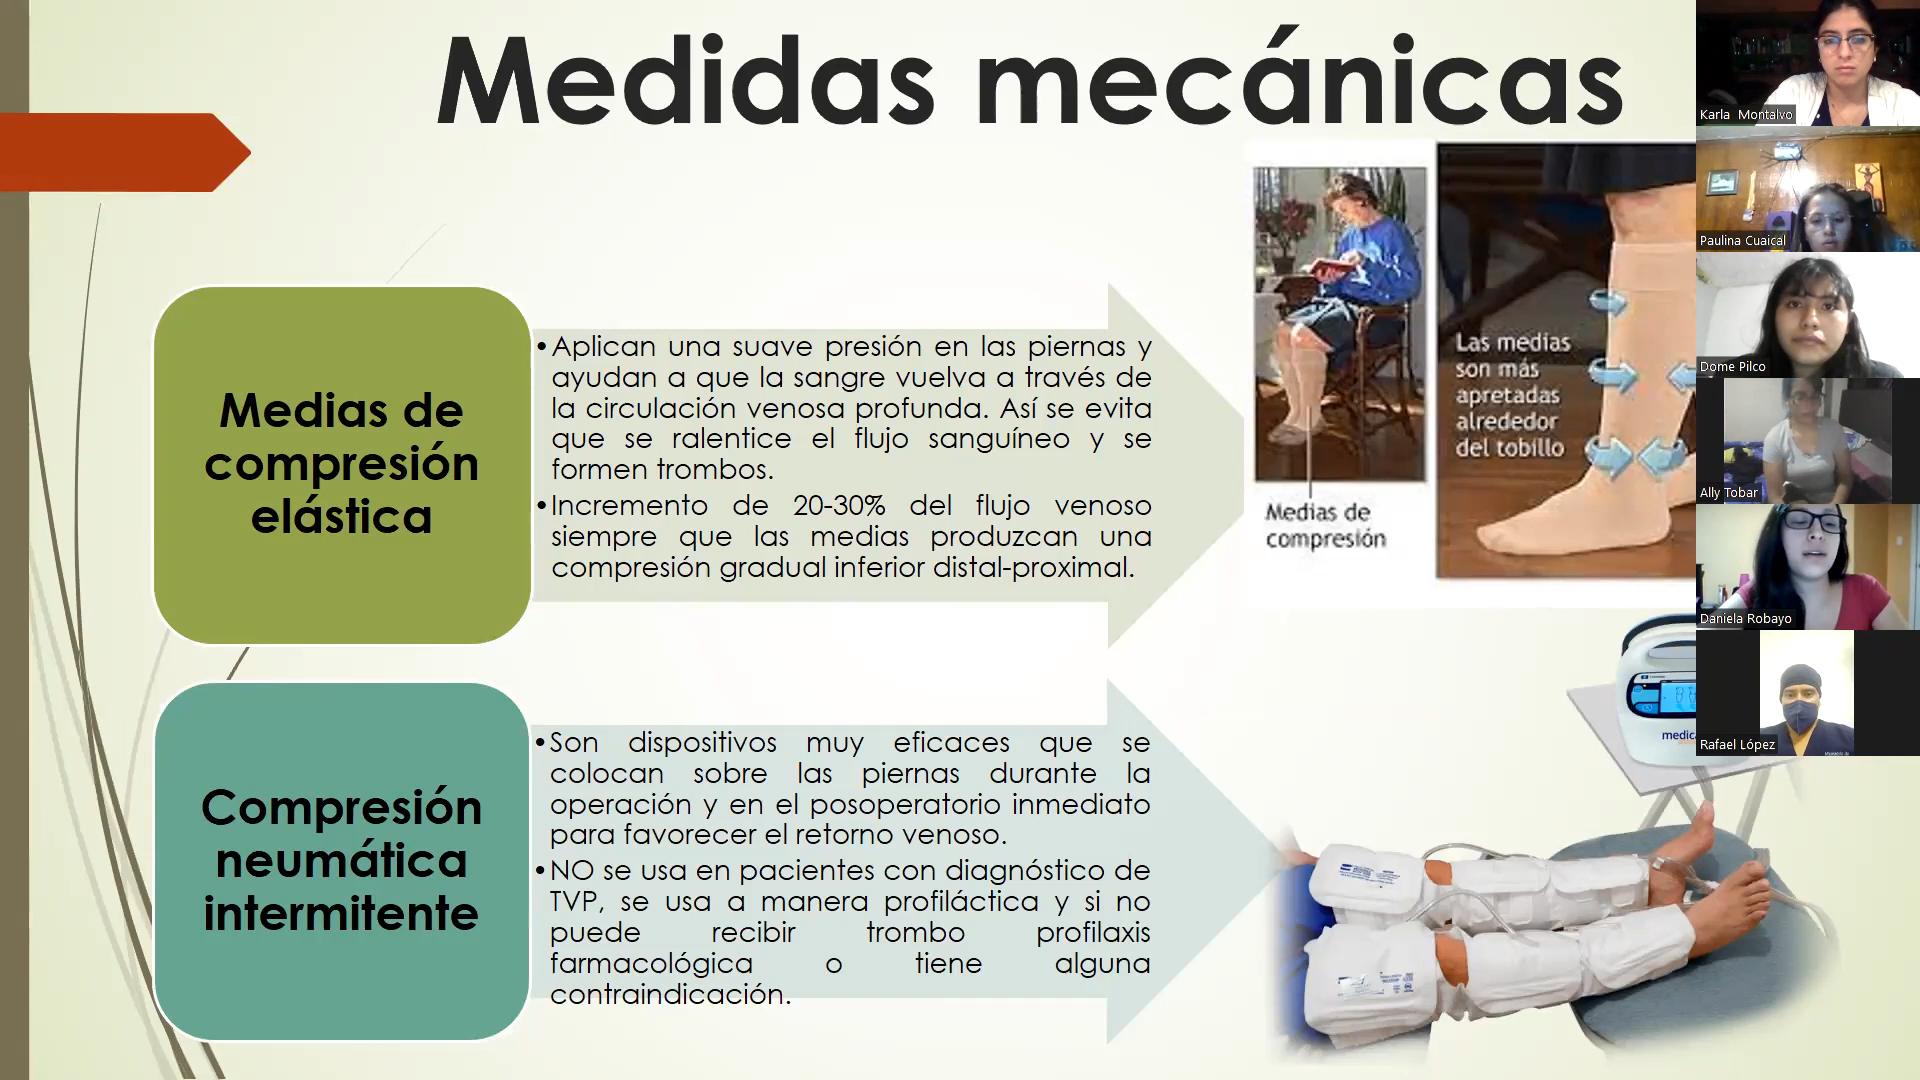 Medidas mecánicas
Medias de
compresión
elástica
•Aplican una suave presión en las piernas y
ayudan a que la sangre vuelva a través de
la circulación venosa profunda. Así se evita
que se ralentice el flujo sanguíneo y se
formen trombos.
•Incremento de 20-30% del flujo venoso
siempre que las medias produzcan una
compresión gradual inferior distal-proximal.
Medias de
compresión
Las medias
son más
apretadas
alrededor
del tobillo
Compresión
neumática
intermitente
•Son dispositivos muy eficaces que se
colocan sobre las piernas durante la
operación y en el posoperatorio inmediato
para favorecer el retorno venoso.
•NO se usa en pacientes con diagnóstico de
TVP, se usa a manera profiláctica y si no
puede recibir trombo profilaxis
farmacológica o tiene alguna
contraindicación.
medica
Karla Montalvo
Paulina Cuaical
Dome Pilco
Ally Tobar
Daniela Robayo
Rafael López